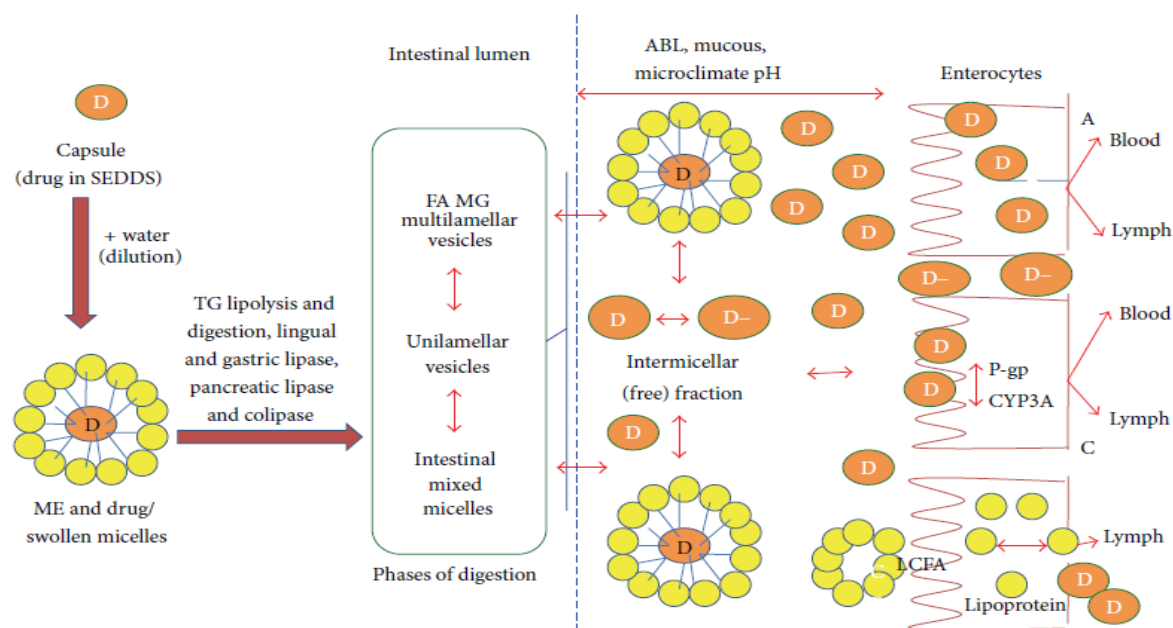 D
Capsule
(drug in SEDDS)
+ water
(dilution)
D
ME and drug/
swollen micelles
TG lipolysis and
digestion, lingual
and gastric lipase,
pancreatic lipase
and colipase
Intestinal lumen
FA MG
multilamellar
vesicles
Unilamellar
vesicles
Intestinal
mixed
micelles
Phases of digestion
ABL, mucous,
microclimate pH
D
D
D
D
D
D
D–
D
Intermicellar
(free) fraction
D
D
D
C
LCFA
Enterocytes
D
D
D
A
Blood
Lymph
D–
D–
D
D
P-gp
CYP3A
Blood
Lymph
C
Lymph
Lipoprotein
D
D